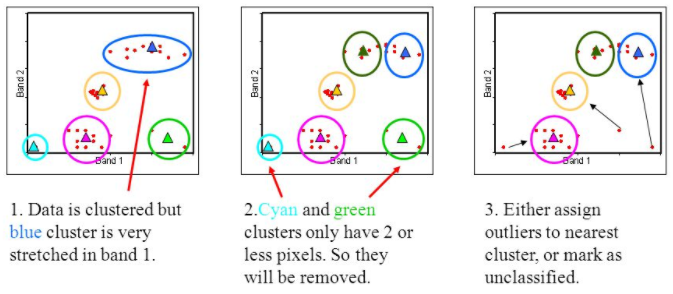 Band 2
Band 1
Band 2
Band 1
Band 2
Band 1
1. Data is clustered but
blue cluster is very
stretched in band 1.
2.Cyan and green
clusters only have 2 or
less pixels. So they
will be removed.
3. Either assign
outliers to nearest
cluster, or mark as
unclassified.